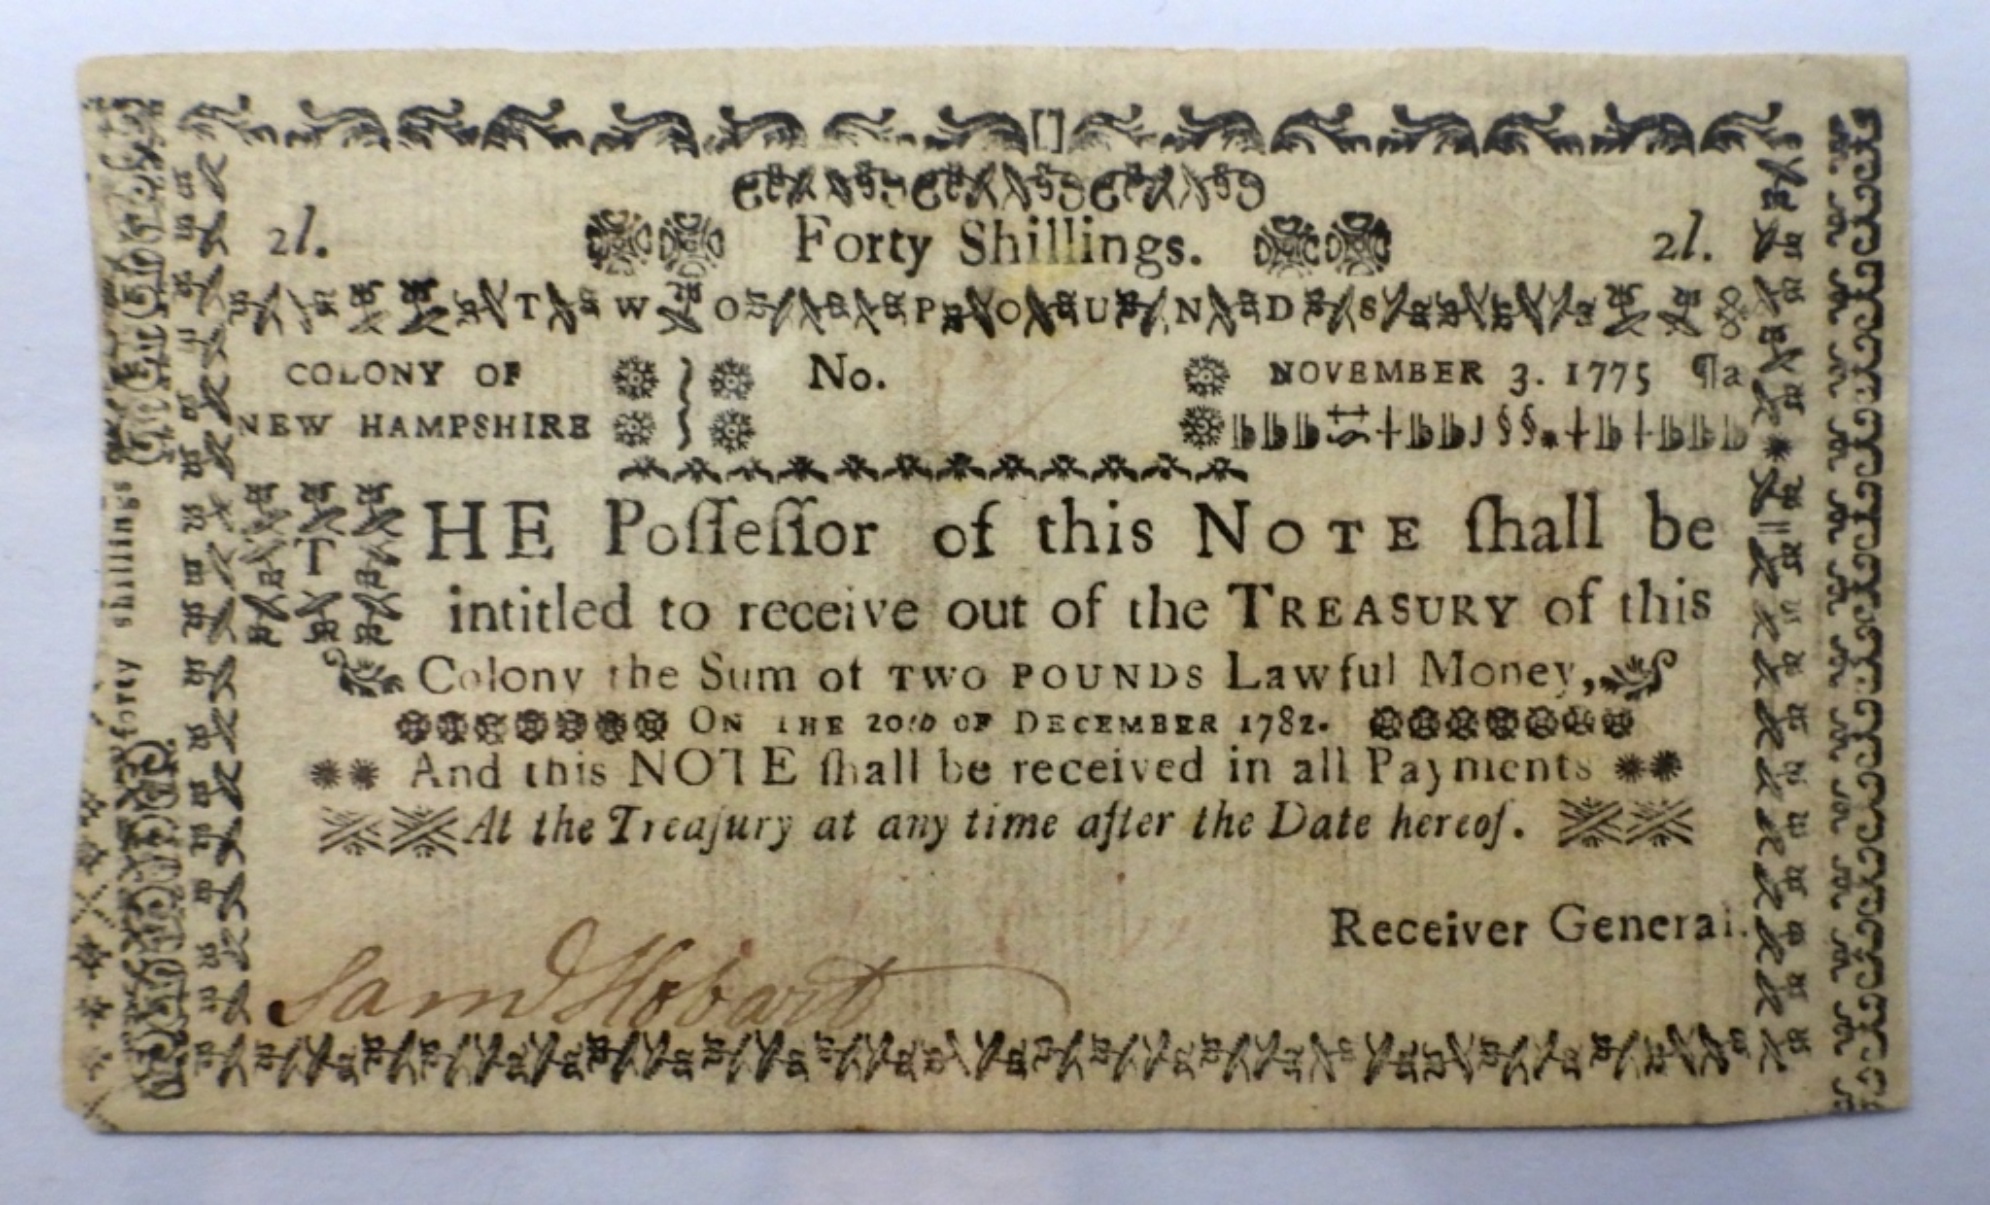 2l. Forty Shillings. 2l.
TWO POUNDS
COLONY OF No. NOVEMBER 3. 1775 ¶a
NEW HAMPSHIRE
THE Poſſeſſor of this NOTE ſhall be
intitled to receive out of the TREASURY of this
Colony the Sum of TWO POUNDS Lawful Money,
ON THE 20th OF DECEMBER 1782.
And this NOTE ſhall be received in all Payments
At the Treaſury at any time after the Date hereof.
Receiver General.
Samˡ Hobart
forty shillings